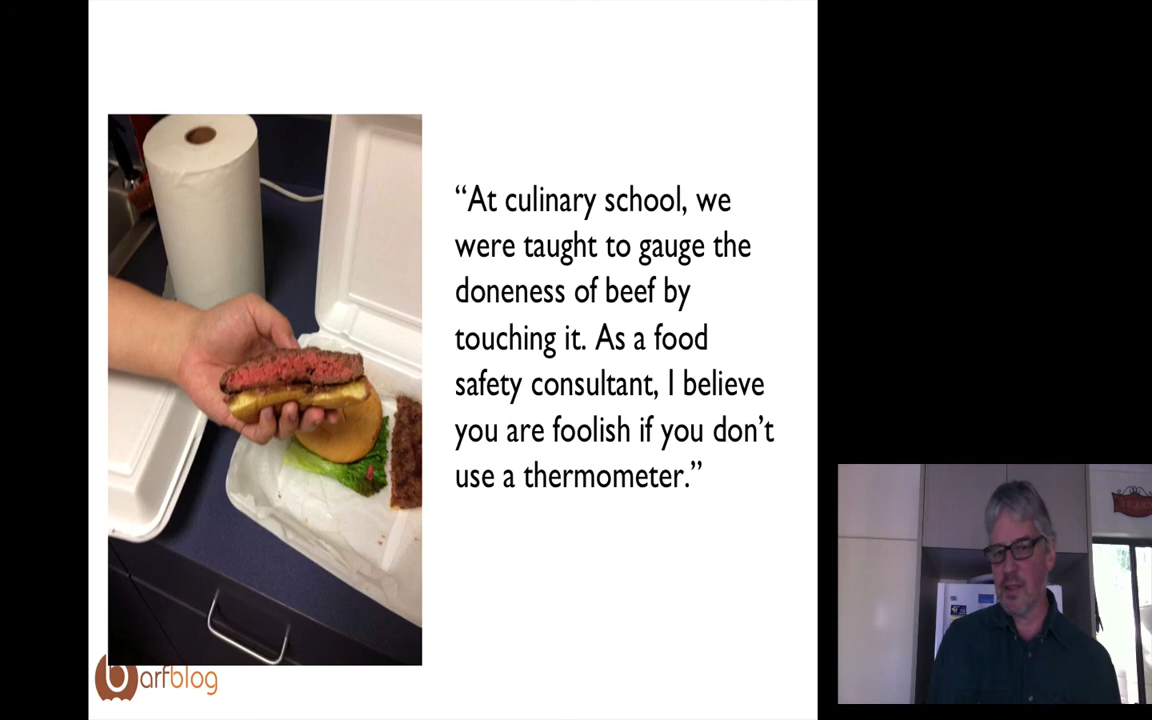 “At culinary school, we
were taught to gauge the
doneness of beef by
touching it. As a food
safety consultant, I believe
you are foolish if you don’t
use a thermometer.”
barfblog